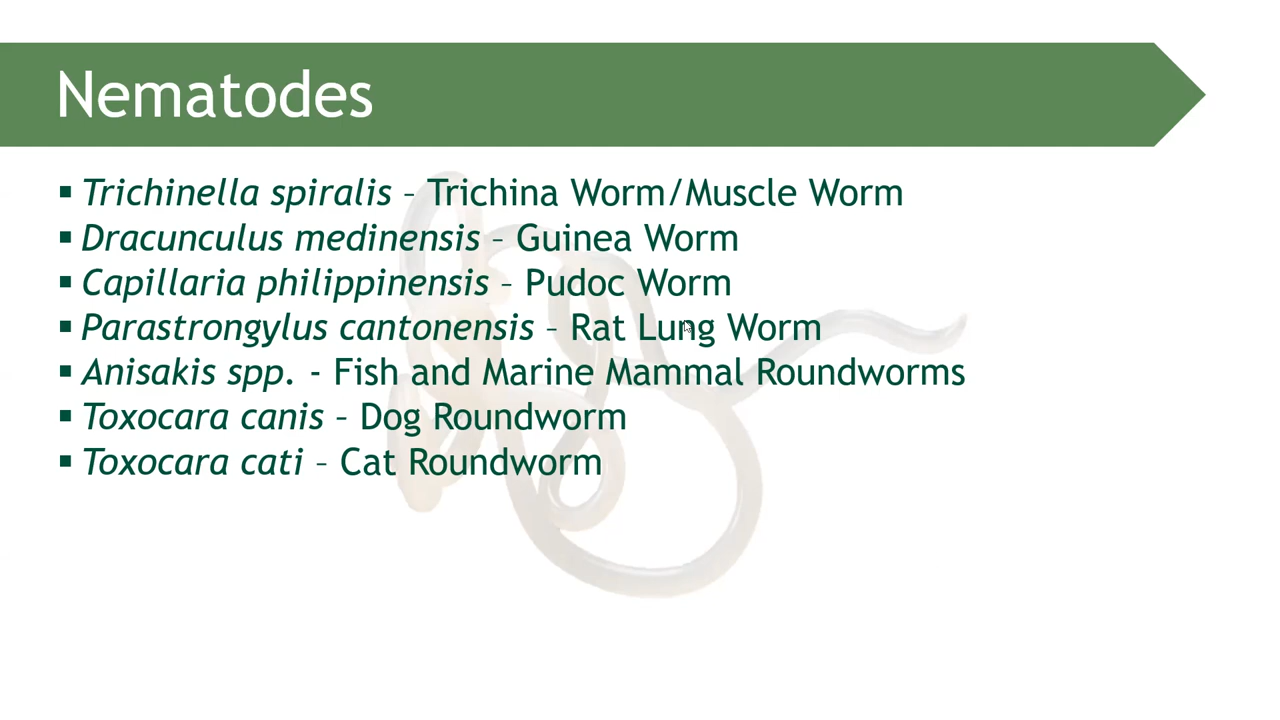 Nematodes
▪ Trichinella spiralis – Trichina Worm/Muscle Worm
▪ Dracunculus medinensis – Guinea Worm
▪ Capillaria philippinensis – Pudoc Worm
▪ Parastrongylus cantonensis – Rat Lung Worm
▪ Anisakis spp. - Fish and Marine Mammal Roundworms
▪ Toxocara canis – Dog Roundworm
▪ Toxocara cati – Cat Roundworm